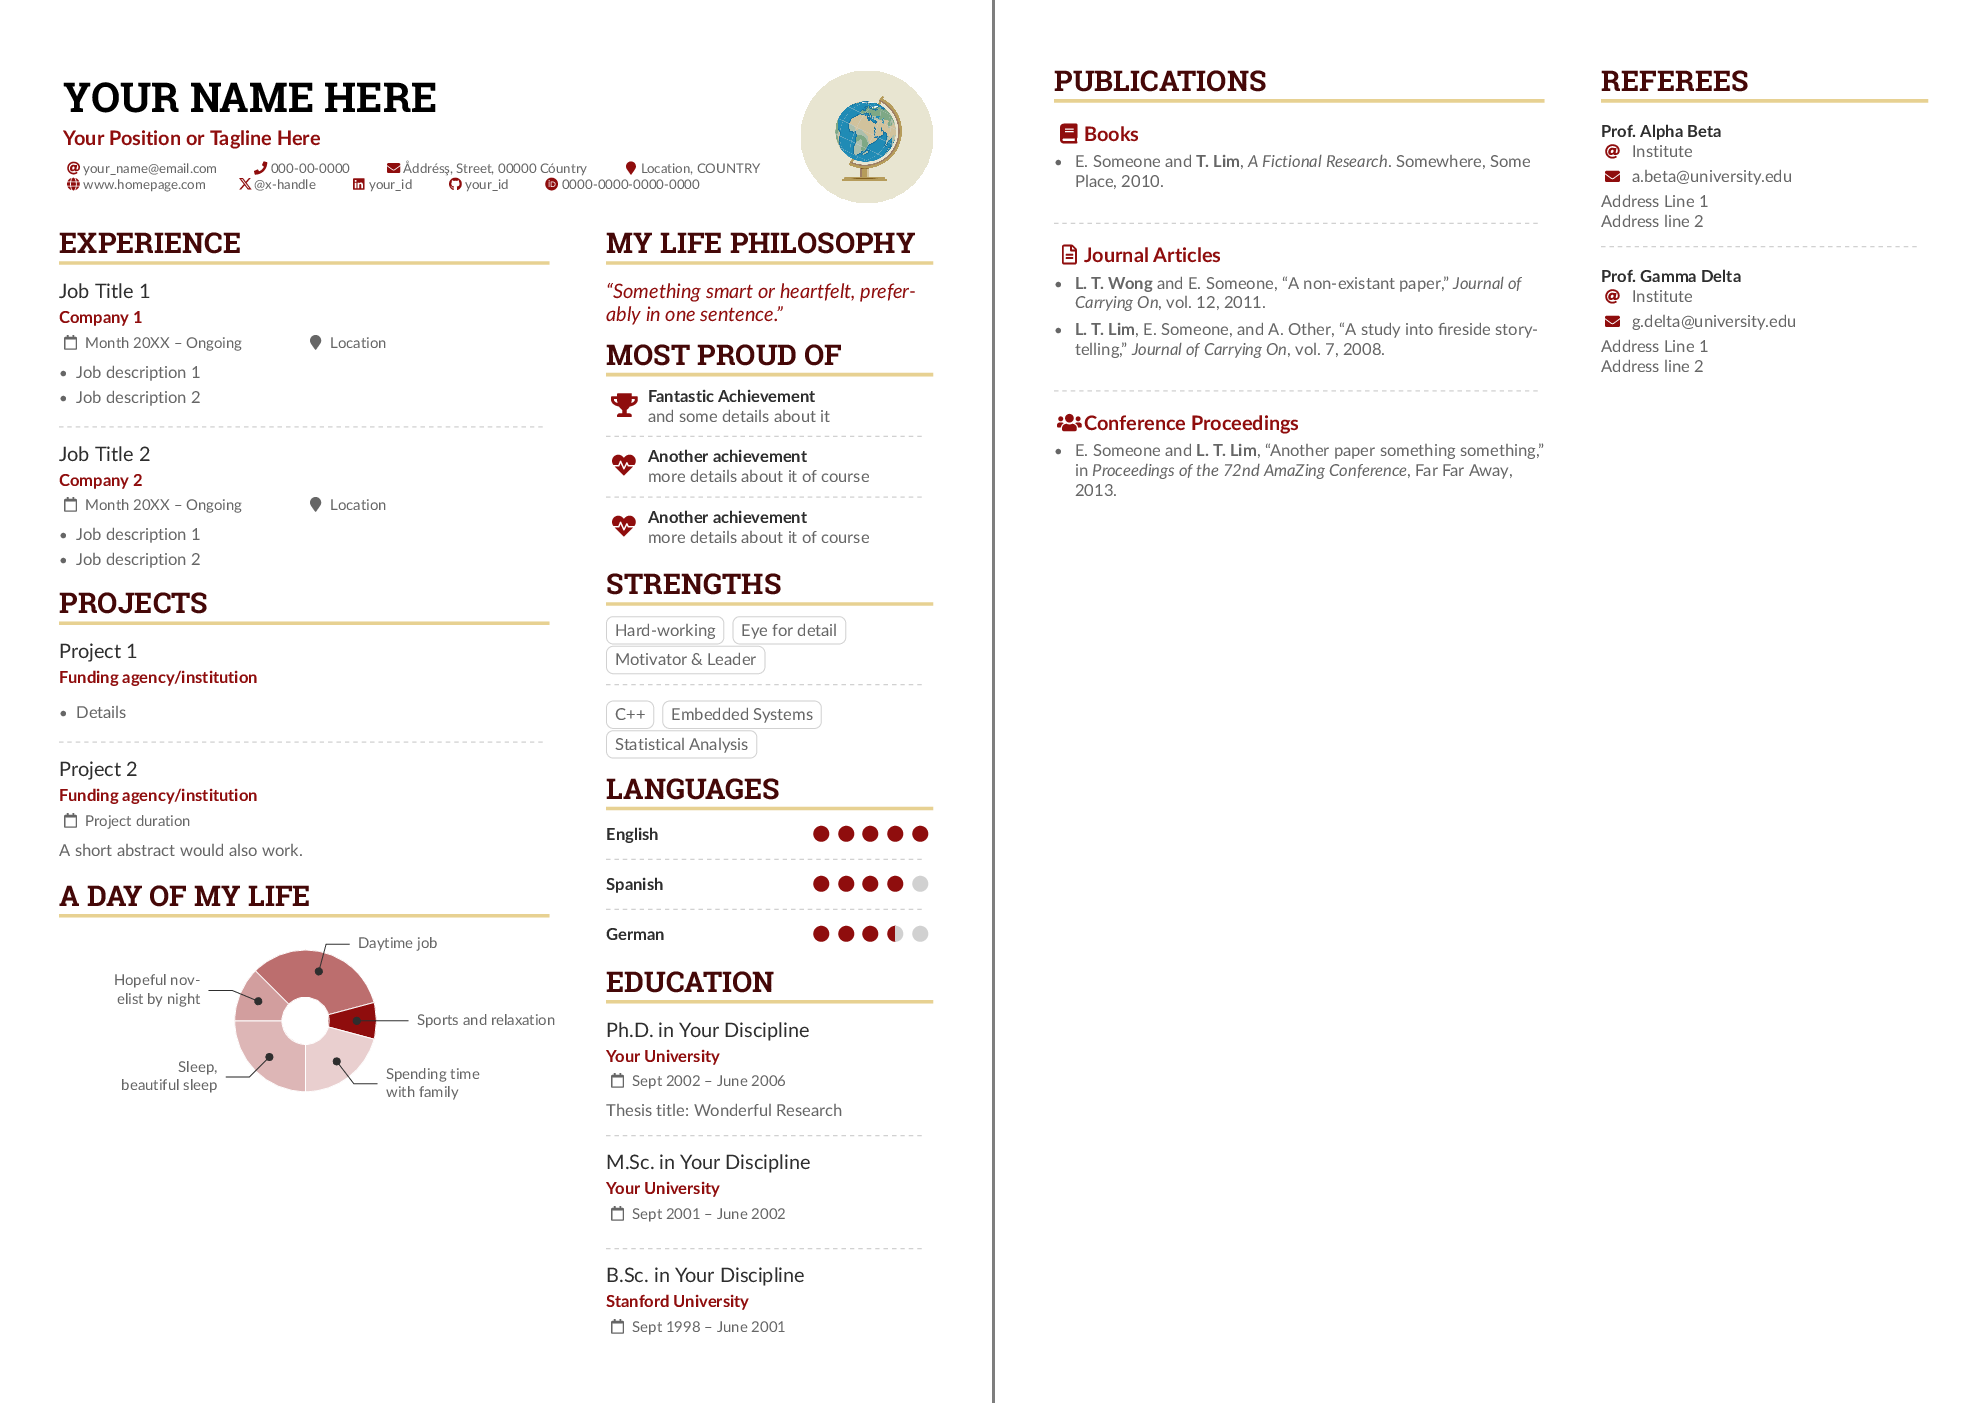 YOUR NAME HERE
Your Position or Tagline Here
your_name@email.com 000-00-0000 Åddrésş, Street, 00000 Cóuntry Location, COUNTRY
www.homepage.com @x-handle your_id your_id 0000-0000-0000-0000
EXPERIENCE
Job Title 1
Company 1
Month 20XX – Ongoing Location
• Job description 1
• Job description 2
Job Title 2
Company 2
Month 20XX – Ongoing Location
• Job description 1
• Job description 2
PROJECTS
Project 1
Funding agency/institution
• Details
Project 2
Funding agency/institution
Project duration
A short abstract would also work.
A DAY OF MY LIFE
Daytime job
Hopeful nov-
elist by night
Sports and relaxation
Sleep,
beautiful sleep
Spending time
with family
MY LIFE PHILOSOPHY
“Something smart or heartfelt, prefer-
ably in one sentence.”
MOST PROUD OF
Fantastic Achievement
and some details about it
Another achievement
more details about it of course
Another achievement
more details about it of course
STRENGTHS
Hard-working Eye for detail
Motivator & Leader
C++ Embedded Systems
Statistical Analysis
LANGUAGES
English
Spanish
German
EDUCATION
Ph.D. in Your Discipline
Your University
Sept 2002 – June 2006
Thesis title: Wonderful Research
M.Sc. in Your Discipline
Your University
Sept 2001 – June 2002
B.Sc. in Your Discipline
Stanford University
Sept 1998 – June 2001
PUBLICATIONS
Books
• E. Someone and T. Lim, A Fictional Research. Somewhere, Some
Place, 2010.
Journal Articles
• L. T. Wong and E. Someone, “A non-existant paper,” Journal of
Carrying On, vol. 12, 2011.
• L. T. Lim, E. Someone, and A. Other, “A study into fireside story-
telling,” Journal of Carrying On, vol. 7, 2008.
Conference Proceedings
• E. Someone and L. T. Lim, “Another paper something something,”
in Proceedings of the 72nd AmaZing Conference, Far Far Away,
2013.
REFEREES
Prof. Alpha Beta
Institute
a.beta@university.edu
Address Line 1
Address line 2
Prof. Gamma Delta
Institute
g.delta@university.edu
Address Line 1
Address line 2